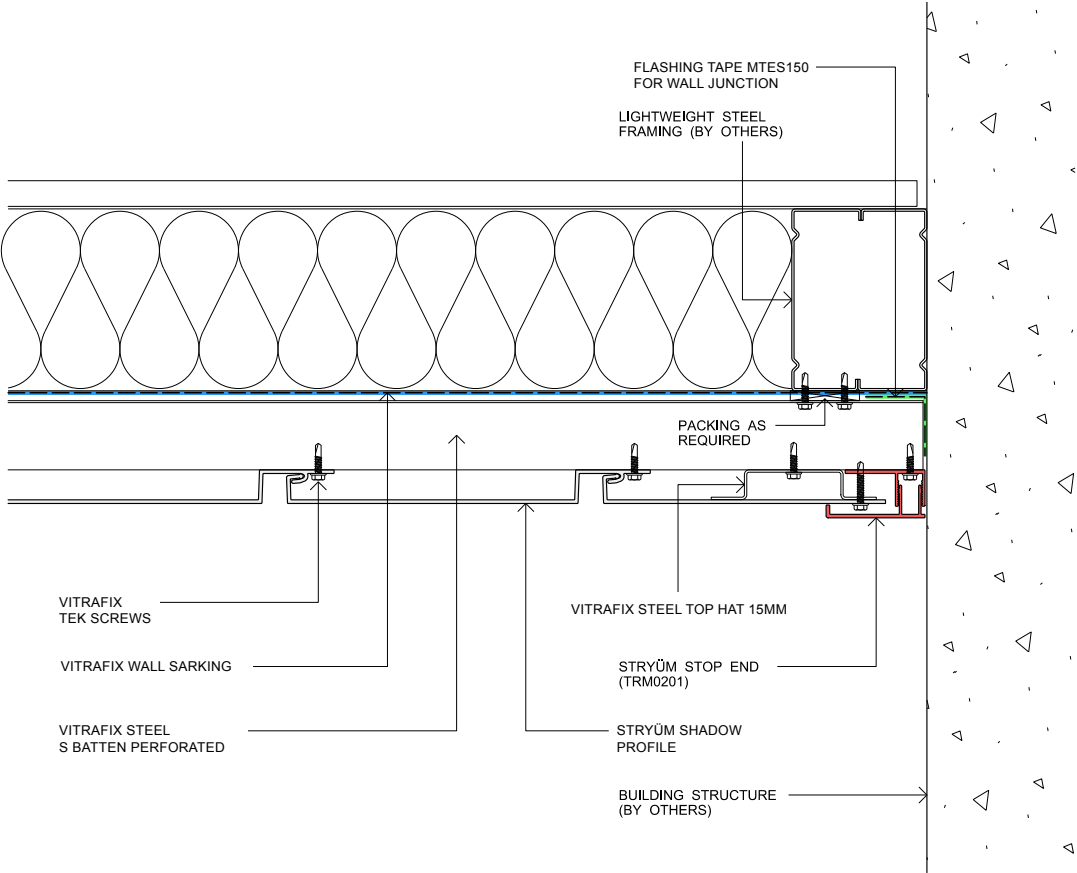 FLASHING TAPE MTES150
FOR WALL JUNCTION
LIGHTWEIGHT STEEL
FRAMING (BY OTHERS)
PACKING AS
REQUIRED
VITRAFIX
TEK SCREWS
VITRAFIX STEEL TOP HAT 15MM
VITRAFIX WALL SARKING
STRYÜM STOP END
(TRM0201)
VITRAFIX STEEL
S BATTEN PERFORATED
STRYÜM SHADOW
PROFILE
BUILDING STRUCTURE
(BY OTHERS)